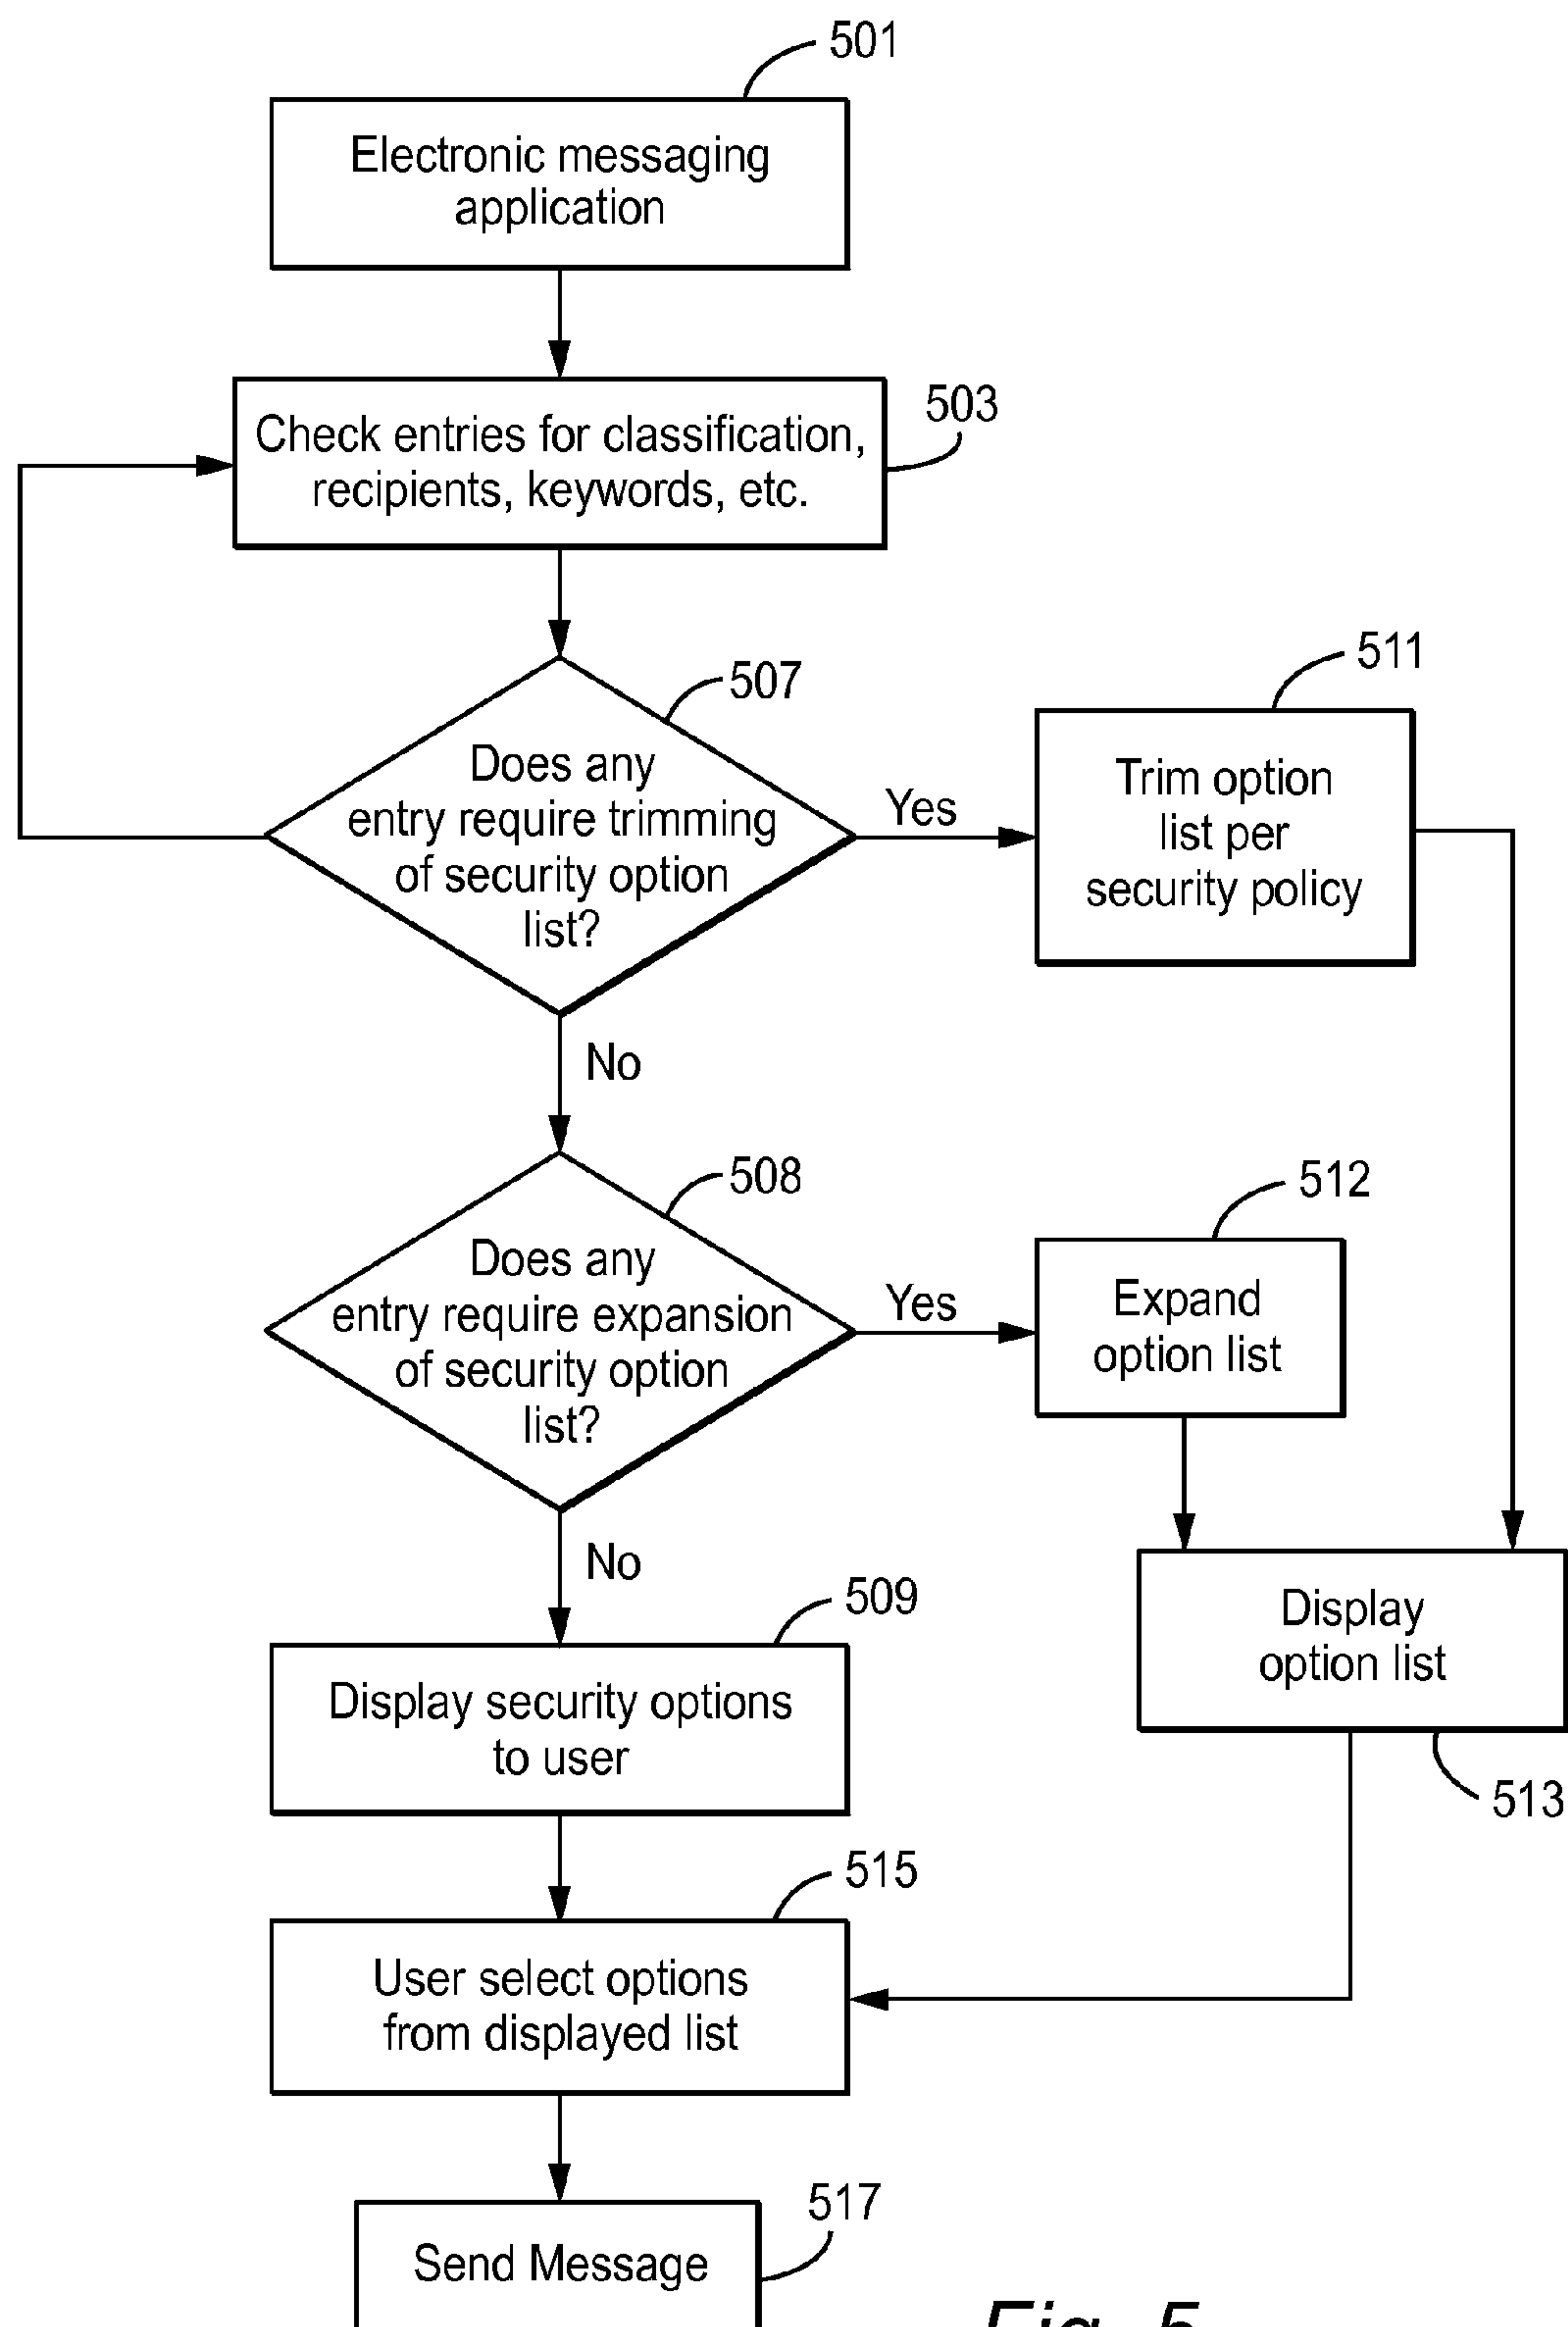 501
Electronic messaging
application
503
Check entries for classification,
recipients, keywords, etc.
507
Does any
entry require trimming
of security option
list?
Yes
511
Trim option
list per
security policy
No
508
Does any
entry require expansion
of security option
list?
Yes
512
Expand
option list
No
509
Display security options
to user
Display
option list
513
515
User select options
from displayed list
517
Send Message
Fig. 5